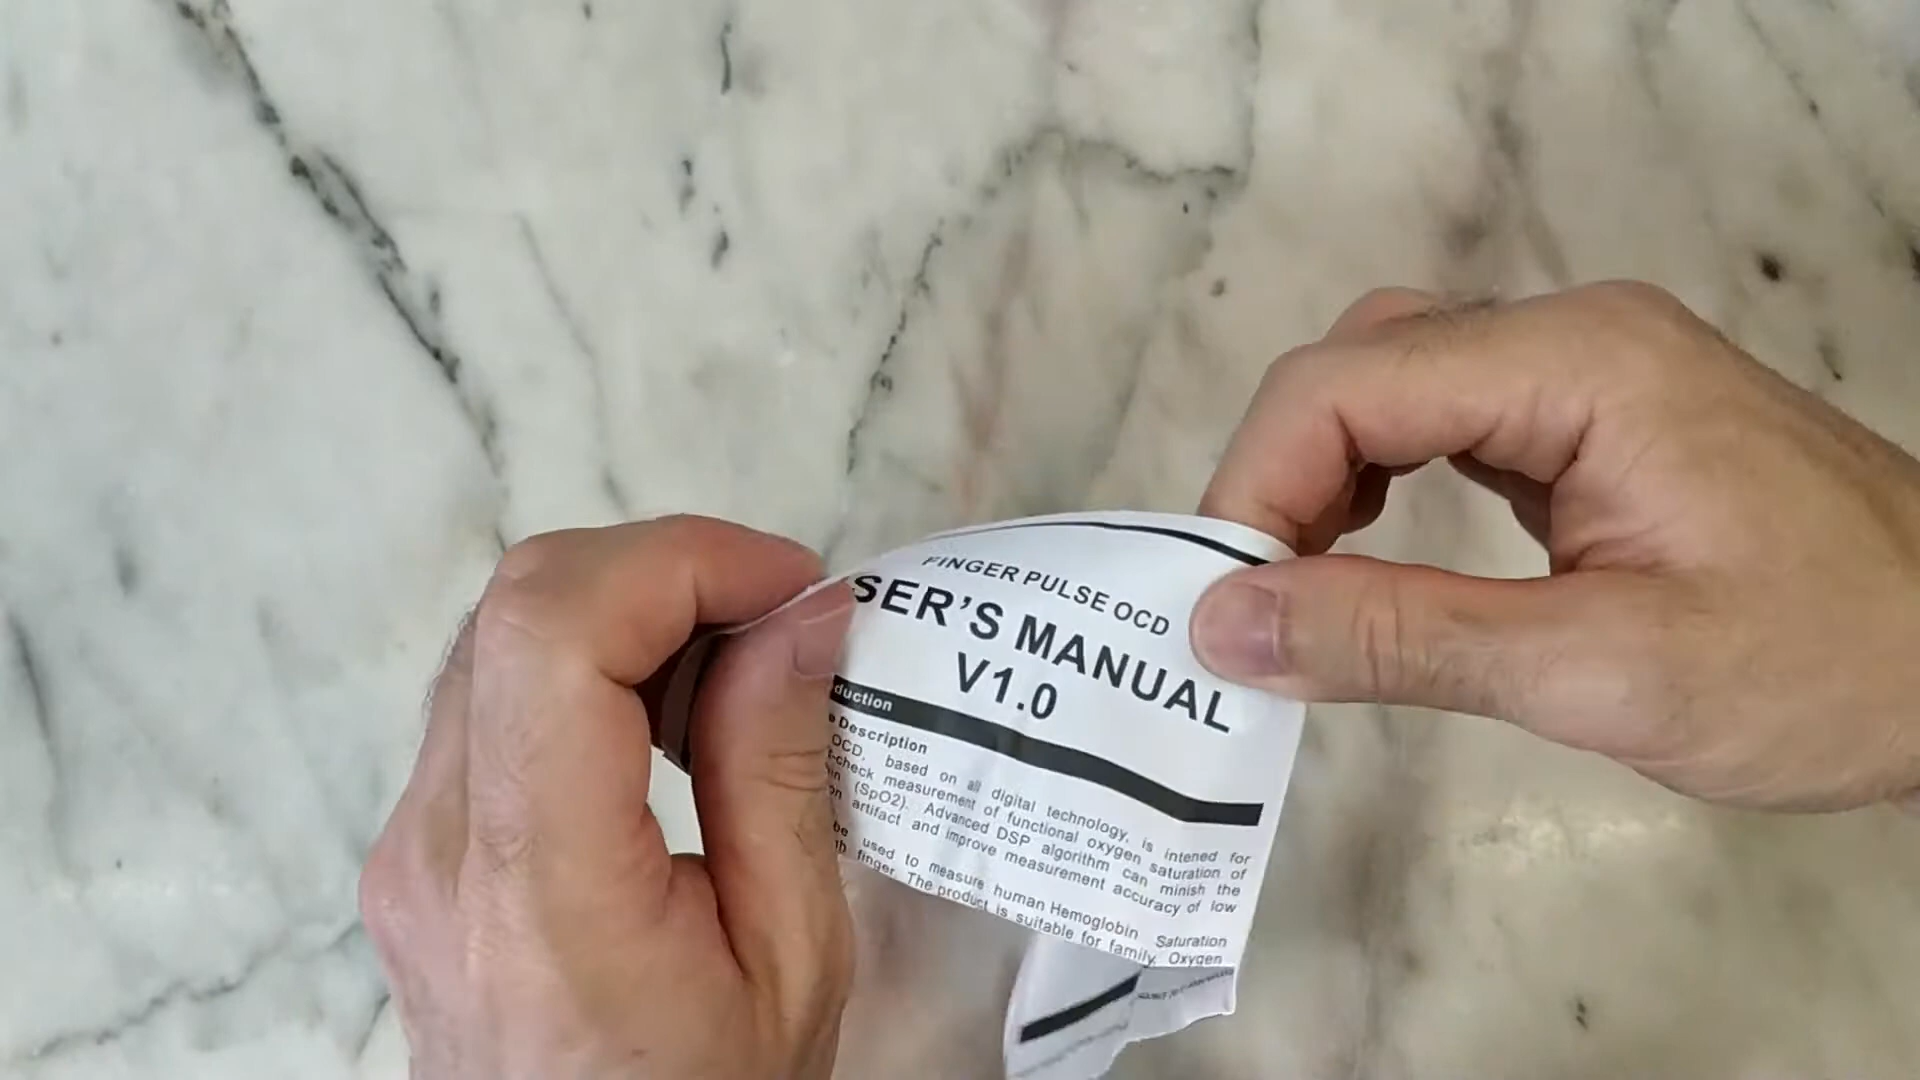 FINGER PULSE OCD
SER'S MANUAL
V1.0
duction
e Description
OCD, based on all digital technology, is intened for
-check measurement of functional oxygen saturation of
in (SpO2). Advanced DSP algorithm can minish the
on artifact and improve measurement accuracy of low
be used to measure human Hemoglobin Saturation
gh finger. The product is suitable for family, Oxygen